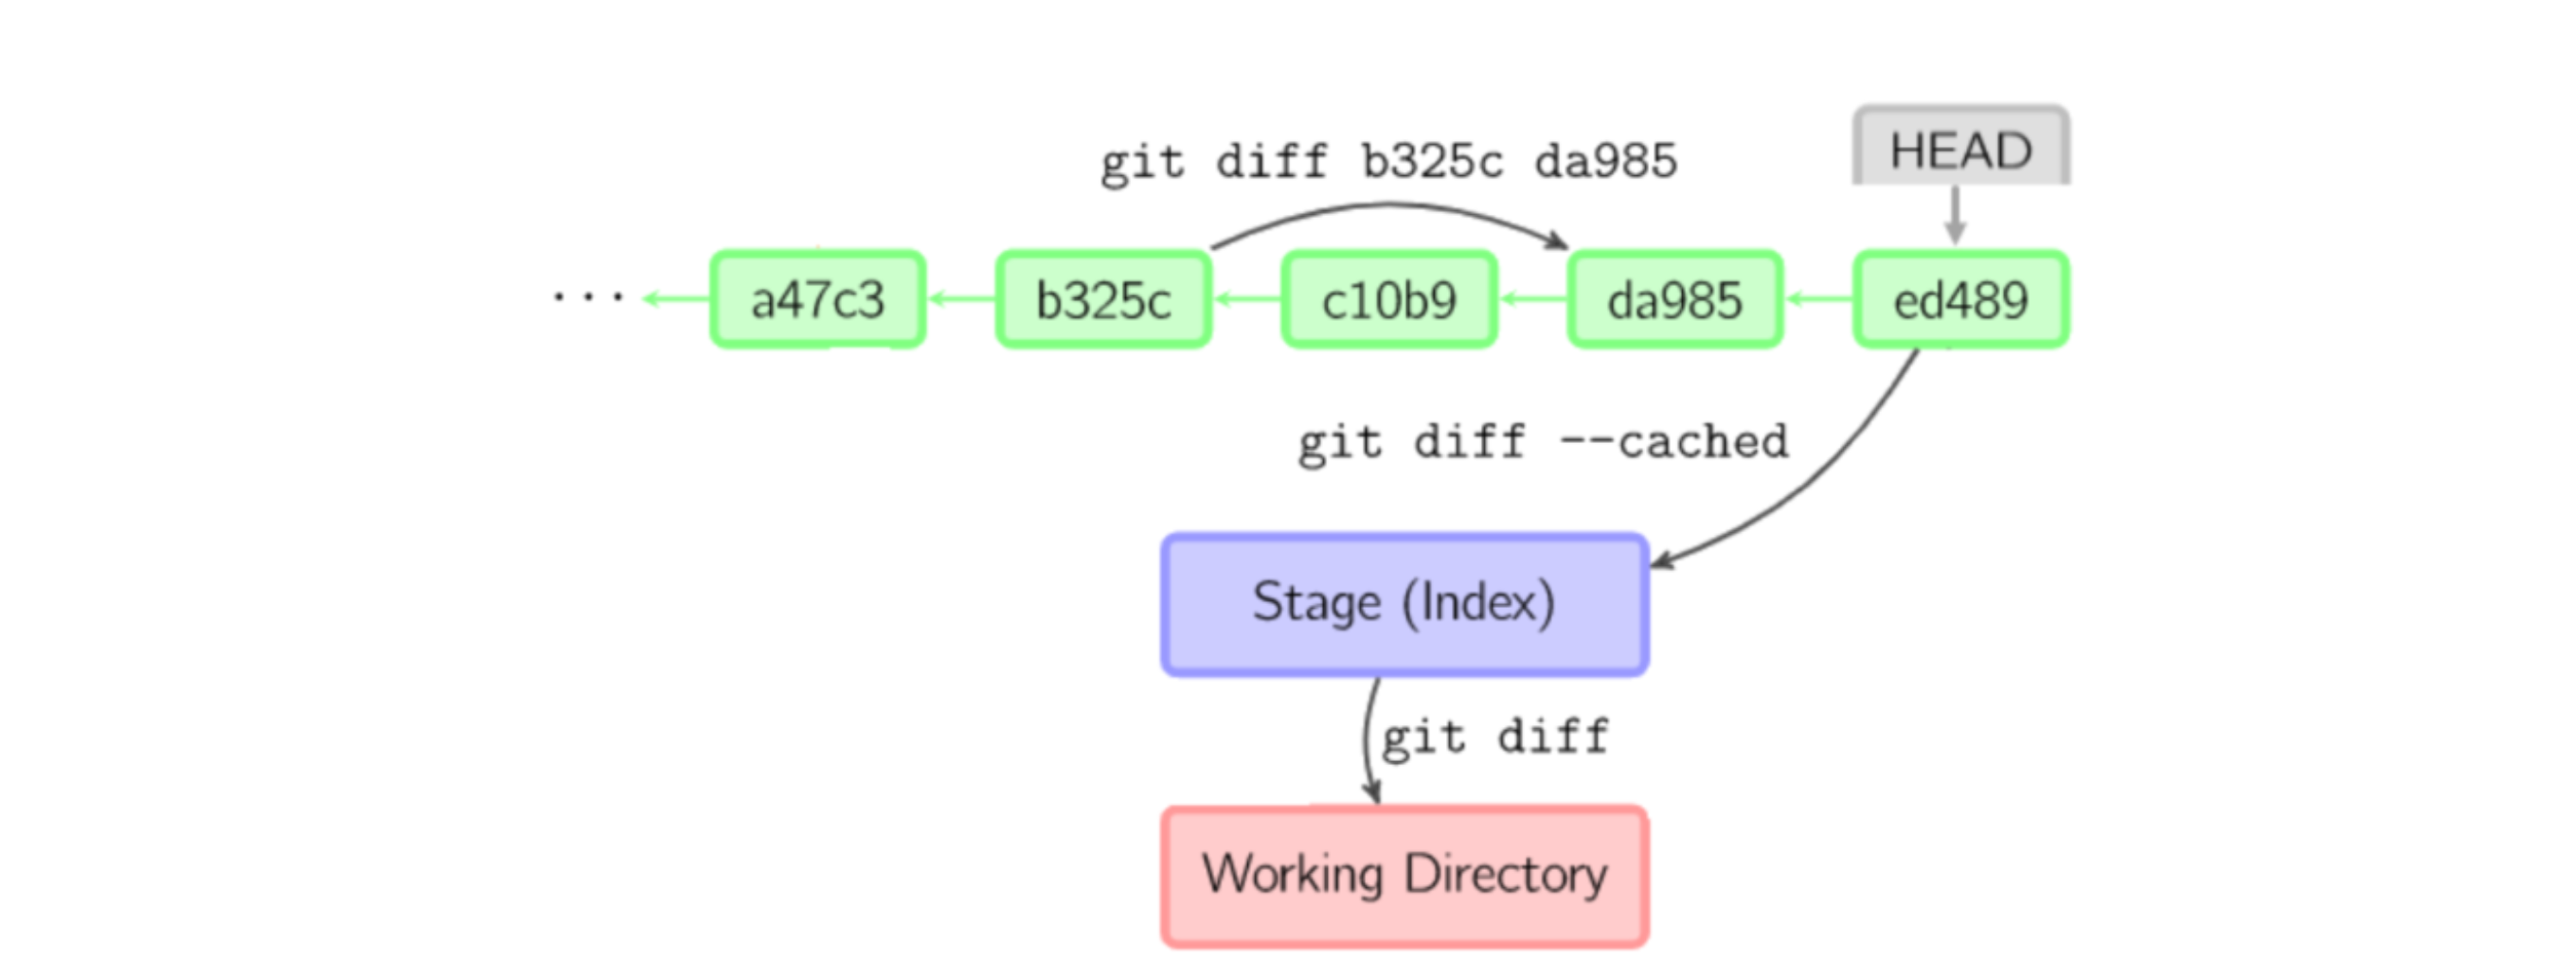 HEAD
git diff b325c da985
··· a47c3 b325c c10b9 da985 ed489
git diff --cached
Stage (Index)
git diff
Working Directory